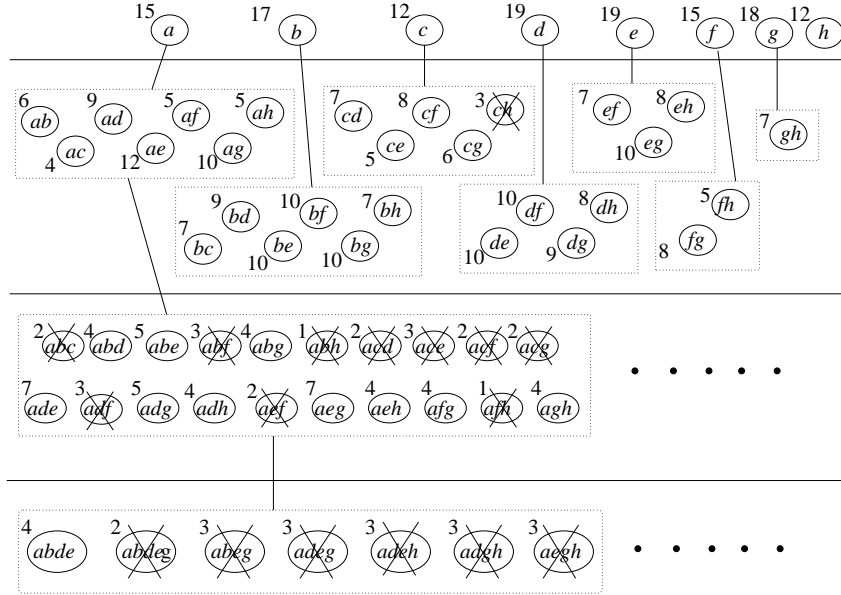 15 a 17 b 12 c 19 d 19 e 15 f 18 g 12 h
6 ab 9 ad 5 af 5 ah 7 cd 8 cf 3 ch 7 ef 8 eh
4 ac 12 ae 10 ag 5 ce 6 cg 10 eg 7 gh
9 bd 10 bf 7 bh 10 df 8 dh 5 fh
7 bc 10 be 10 bg 10 de 9 dg 8 fg
2 abc 4 abd 5 abe 3 abf 4 abg 1 abh 2 acd 3 ace 2 acf 2 acg
7 ade 3 adf 5 adg 4 adh 2 aef 7 aeg 4 aeh 4 afg 1 afh 4 agh
4 abde 2 abdeg 3 abeg 3 adeg 3 adeh 3 adgh 3 aegh